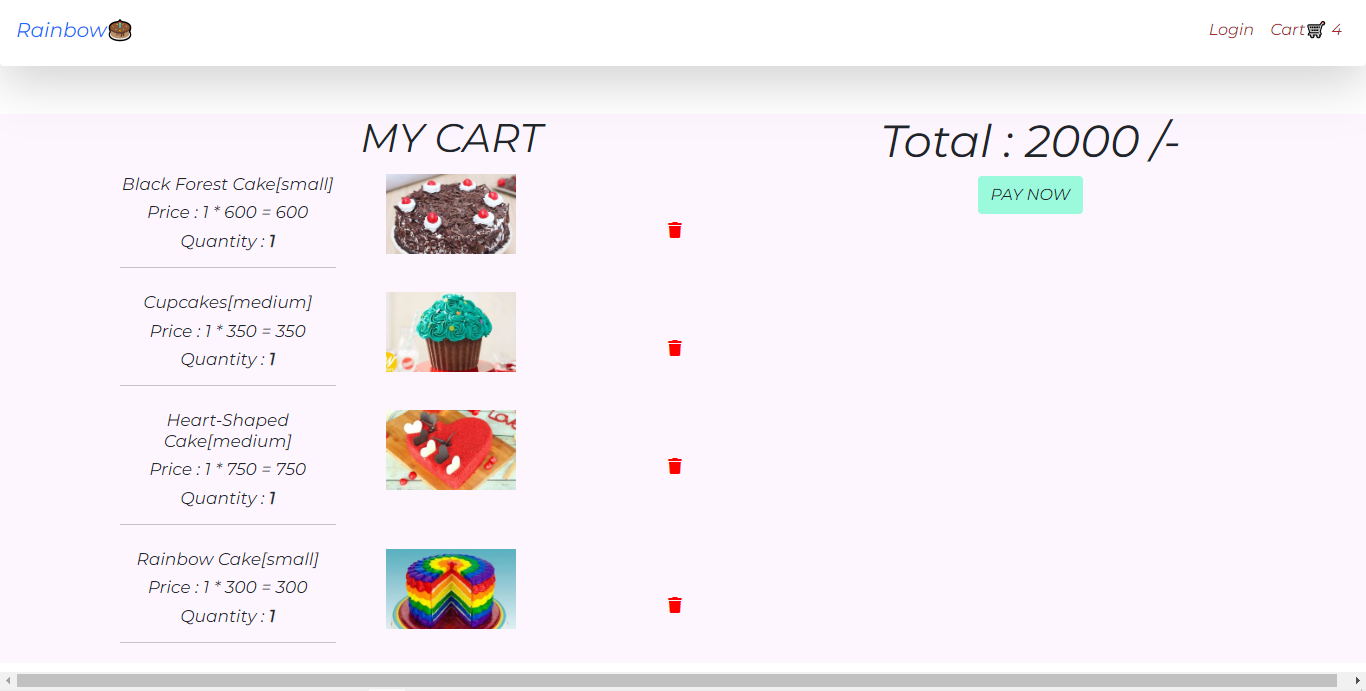 Rainbow
Login
Cart 4
MY CART
Total : 2000 /-
PAY NOW
Black Forest Cake[small]
Price : 1 * 600 = 600
Quantity : 1
Cupcakes[medium]
Price : 1 * 350 = 350
Quantity : 1
Heart-Shaped
Cake[medium]
Price : 1 * 750 = 750
Quantity : 1
Rainbow Cake[small]
Price : 1 * 300 = 300
Quantity : 1